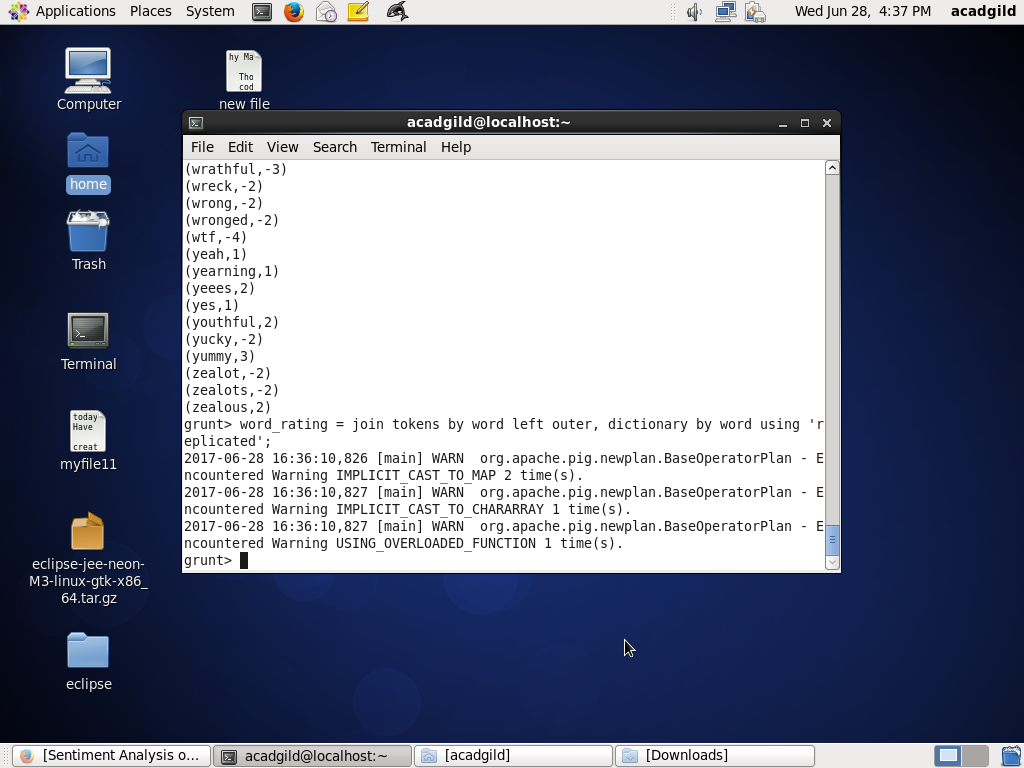 Applications Places System Wed Jun 28, 4:37 PM acadgild
Computer
hy Ma
Tho
cod
new file
home
Trash
Terminal
today
Have
creat
myfile11
eclipse-jee-neon-
M3-linux-gtk-x86_
64.tar.gz
eclipse
acadgild@localhost:~
File Edit View Search Terminal Help
(wrathful,-3)
(wreck,-2)
(wrong,-2)
(wronged,-2)
(wtf,-4)
(yeah,1)
(yearning,1)
(yeees,2)
(yes,1)
(youthful,2)
(yucky,-2)
(yummy,3)
(zealot,-2)
(zealots,-2)
(zealous,2)
grunt> word_rating = join tokens by word left outer, dictionary by word using 'r
eplicated';
2017-06-28 16:36:10,826 [main] WARN  org.apache.pig.newplan.BaseOperatorPlan - E
ncountered Warning IMPLICIT_CAST_TO_MAP 2 time(s).
2017-06-28 16:36:10,827 [main] WARN  org.apache.pig.newplan.BaseOperatorPlan - E
ncountered Warning IMPLICIT_CAST_TO_CHARARRAY 1 time(s).
2017-06-28 16:36:10,827 [main] WARN  org.apache.pig.newplan.BaseOperatorPlan - E
ncountered Warning USING_OVERLOADED_FUNCTION 1 time(s).
grunt>
[Sentiment Analysis o... acadgild@localhost:~ [acadgild] [Downloads]